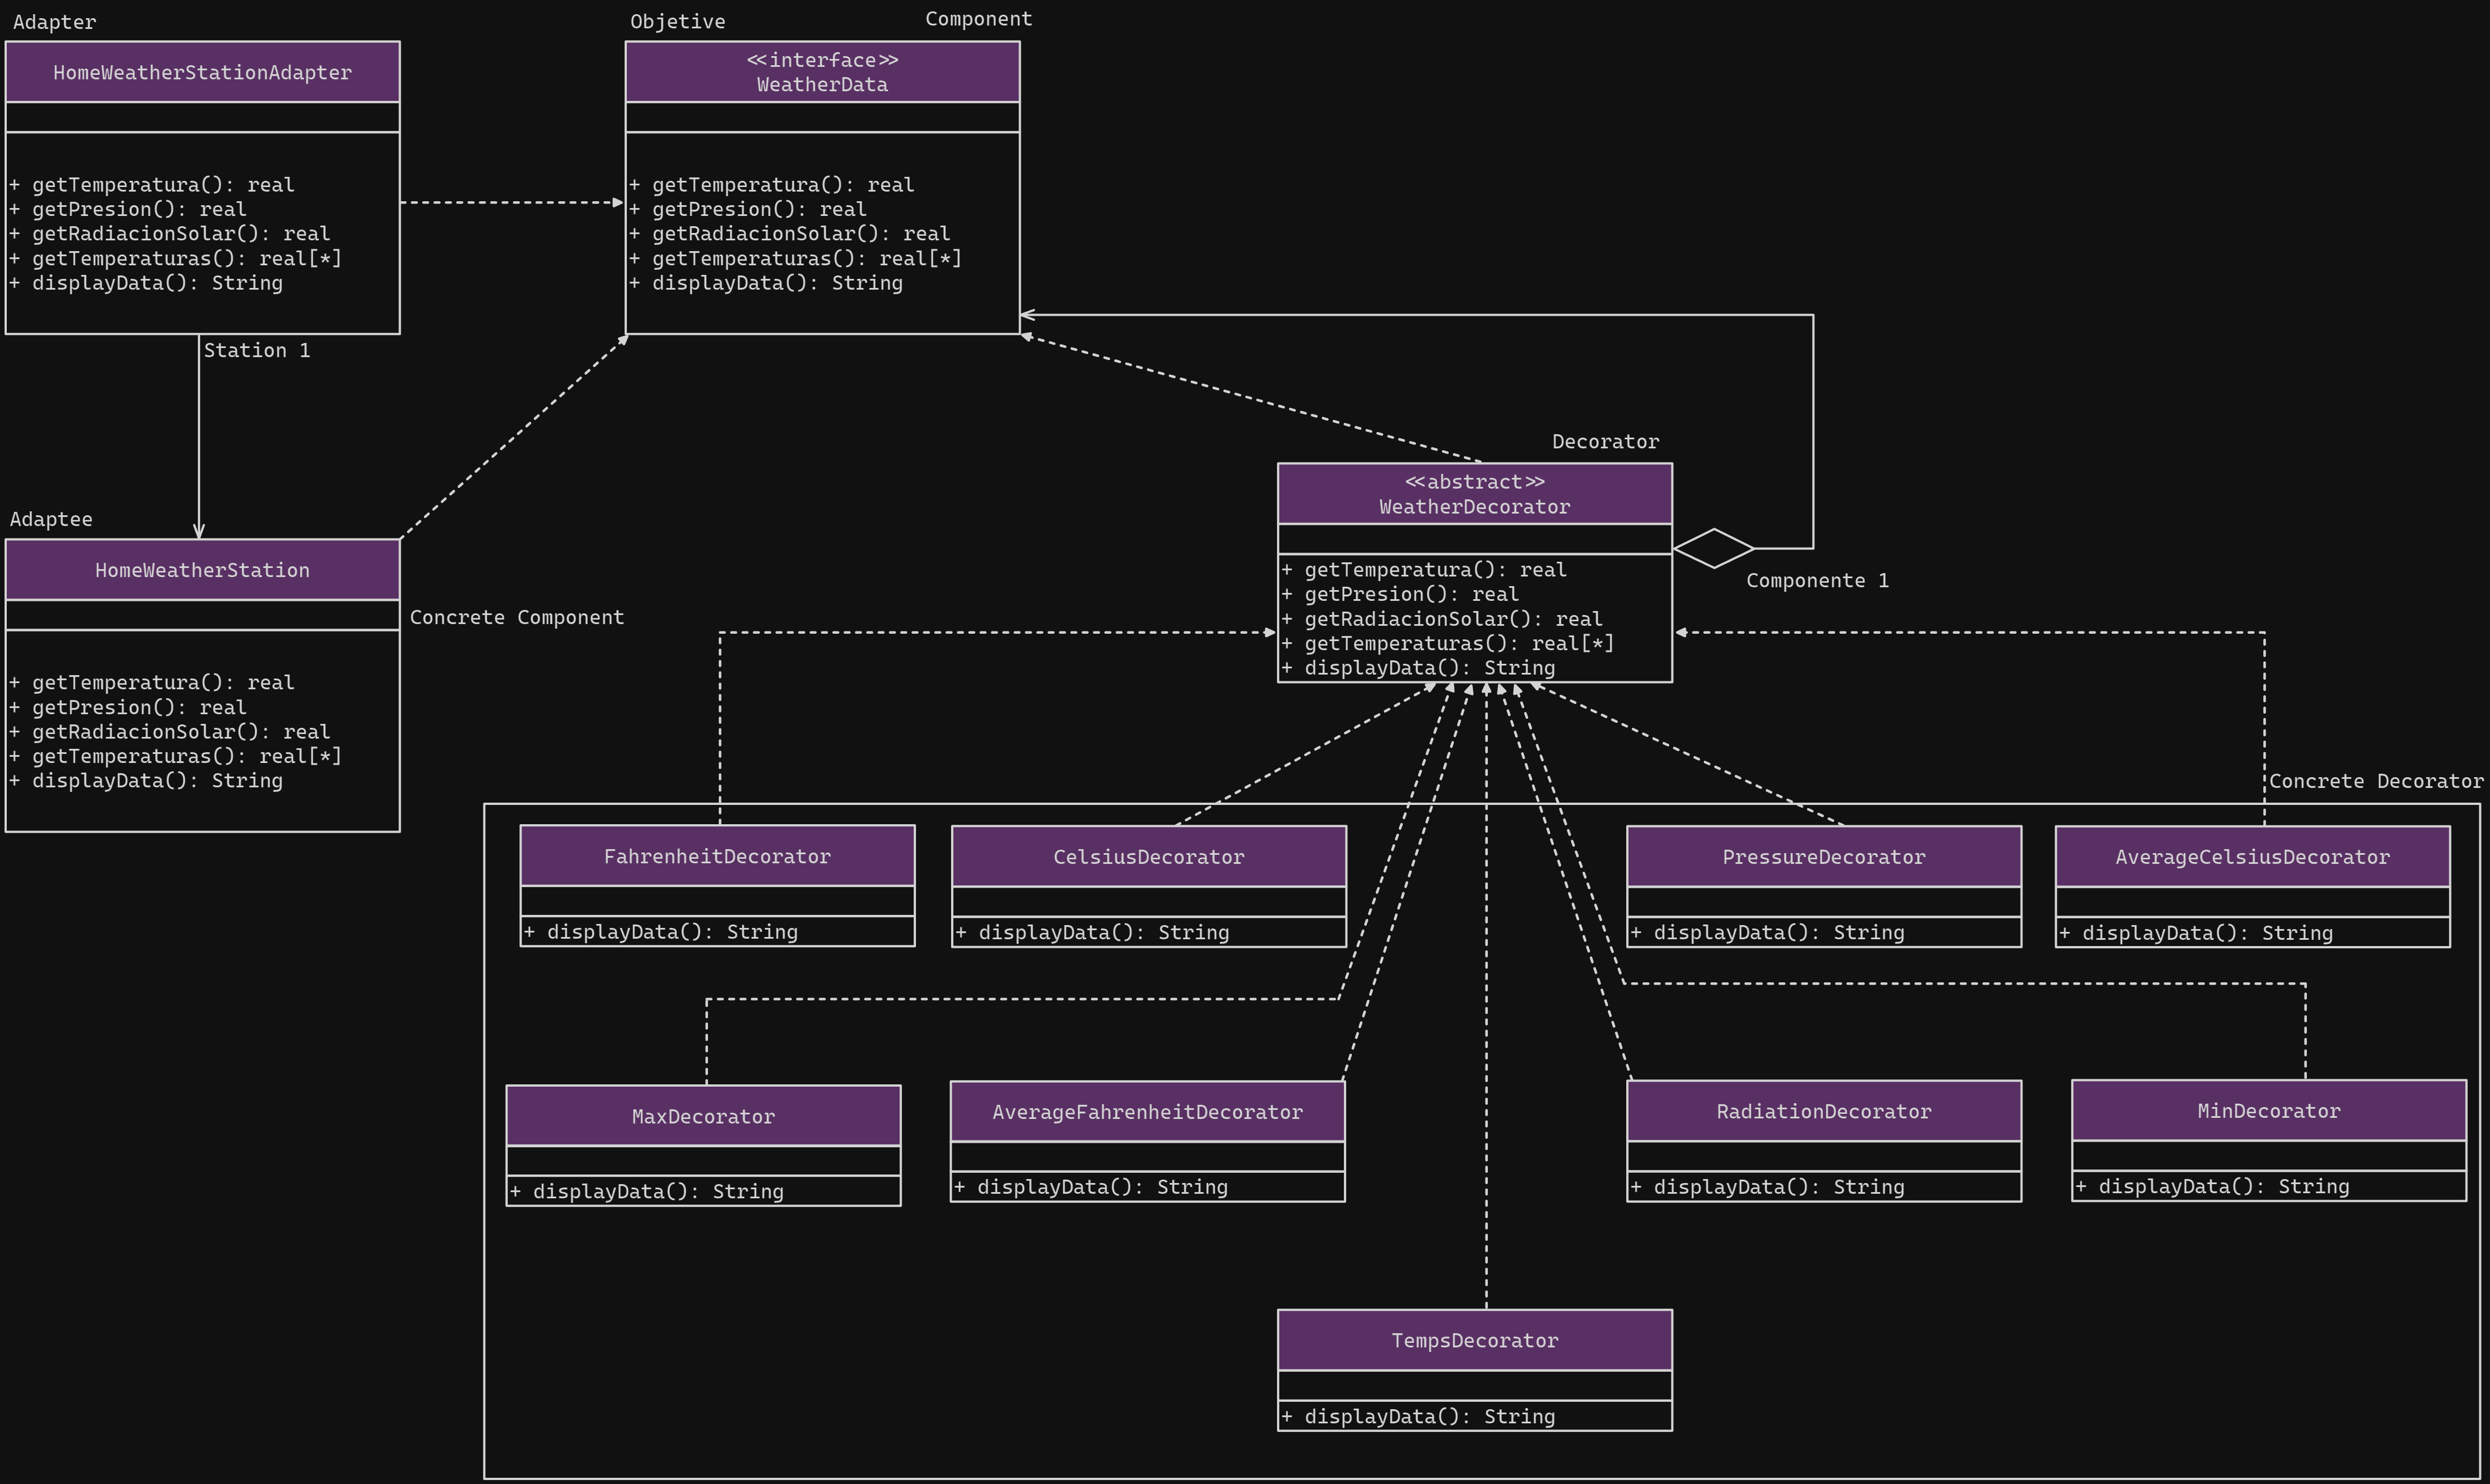 Adapter
HomeWeatherStationAdapter
+ getTemperatura(): real
+ getPresion(): real
+ getRadiacionSolar(): real
+ getTemperaturas(): real[*]
+ displayData(): String
Station 1
Objetive
Component
<<interface>>
WeatherData
+ getTemperatura(): real
+ getPresion(): real
+ getRadiacionSolar(): real
+ getTemperaturas(): real[*]
+ displayData(): String
Adaptee
HomeWeatherStation
Concrete Component
+ getTemperatura(): real
+ getPresion(): real
+ getRadiacionSolar(): real
+ getTemperaturas(): real[*]
+ displayData(): String
Decorator
<<abstract>>
WeatherDecorator
+ getTemperatura(): real
+ getPresion(): real
+ getRadiacionSolar(): real
+ getTemperaturas(): real[*]
+ displayData(): String
Componente 1
Concrete Decorator
FahrenheitDecorator
+ displayData(): String
CelsiusDecorator
+ displayData(): String
PressureDecorator
+ displayData(): String
AverageCelsiusDecorator
+ displayData(): String
MaxDecorator
+ displayData(): String
AverageFahrenheitDecorator
+ displayData(): String
RadiationDecorator
+ displayData(): String
MinDecorator
+ displayData(): String
TempsDecorator
+ displayData(): String